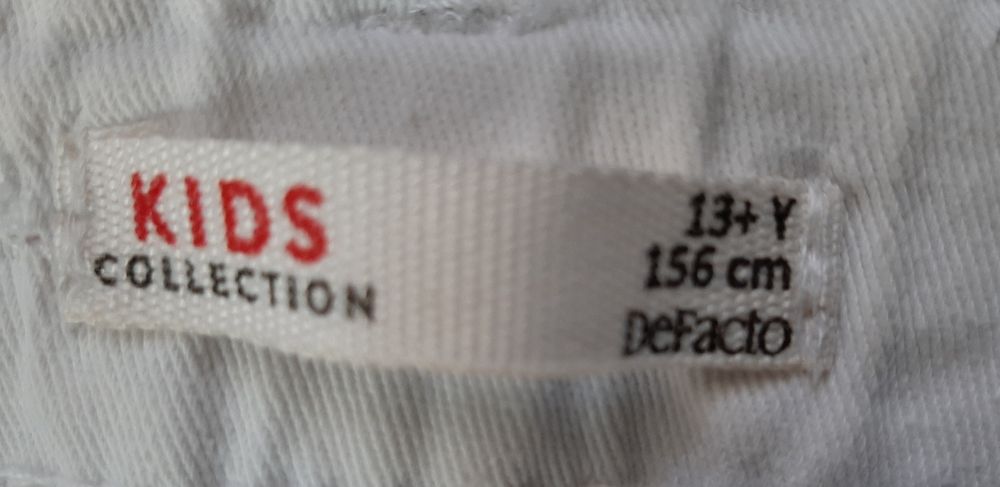 KIDS
COLLECTION
13+ Y
156 cm
DeFacto